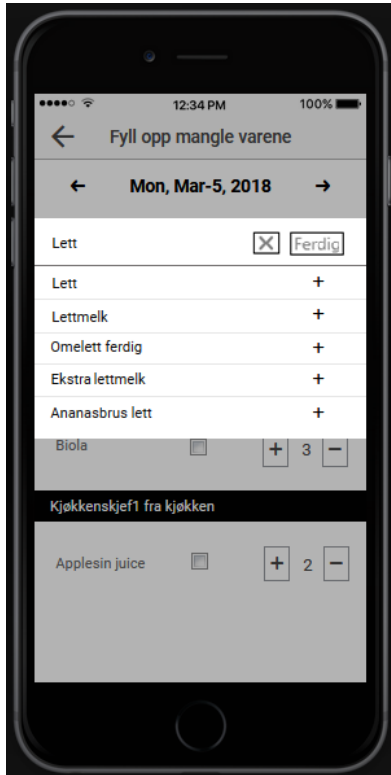 12:34 PM 100%
Fyll opp mangle varene
Mon, Mar-5, 2018
Lett Ferdig
Lett +
Lettmelk +
Omelett ferdig +
Ekstra lettmelk +
Ananasbrus lett +
Biola + 3 −
Kjøkkenskjef1 fra kjøkken
Applesin juice + 2 −